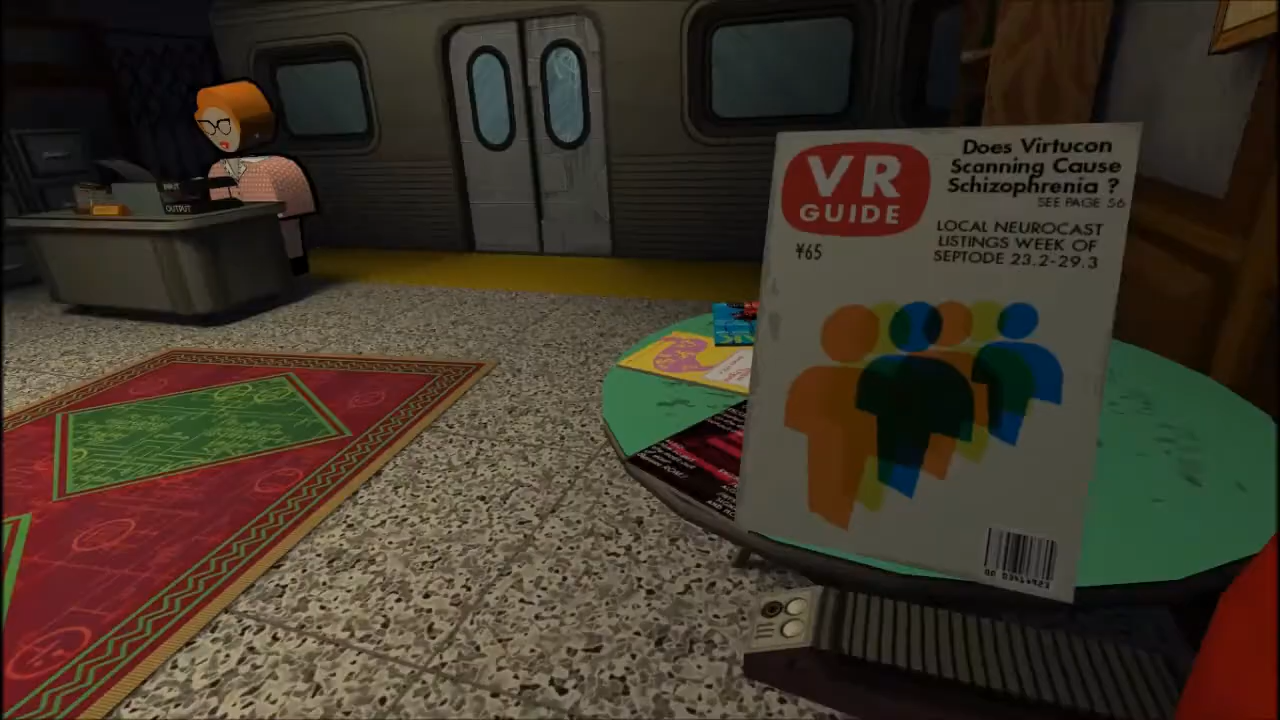 VR
GUIDE
¥65
Does Virtucon
Scanning Cause
Schizophrenia ?
SEE PAGE 56
LOCAL NEUROCAST
LISTINGS WEEK OF
SEPTODE 23.2-29.3
INPUT
OUTPUT